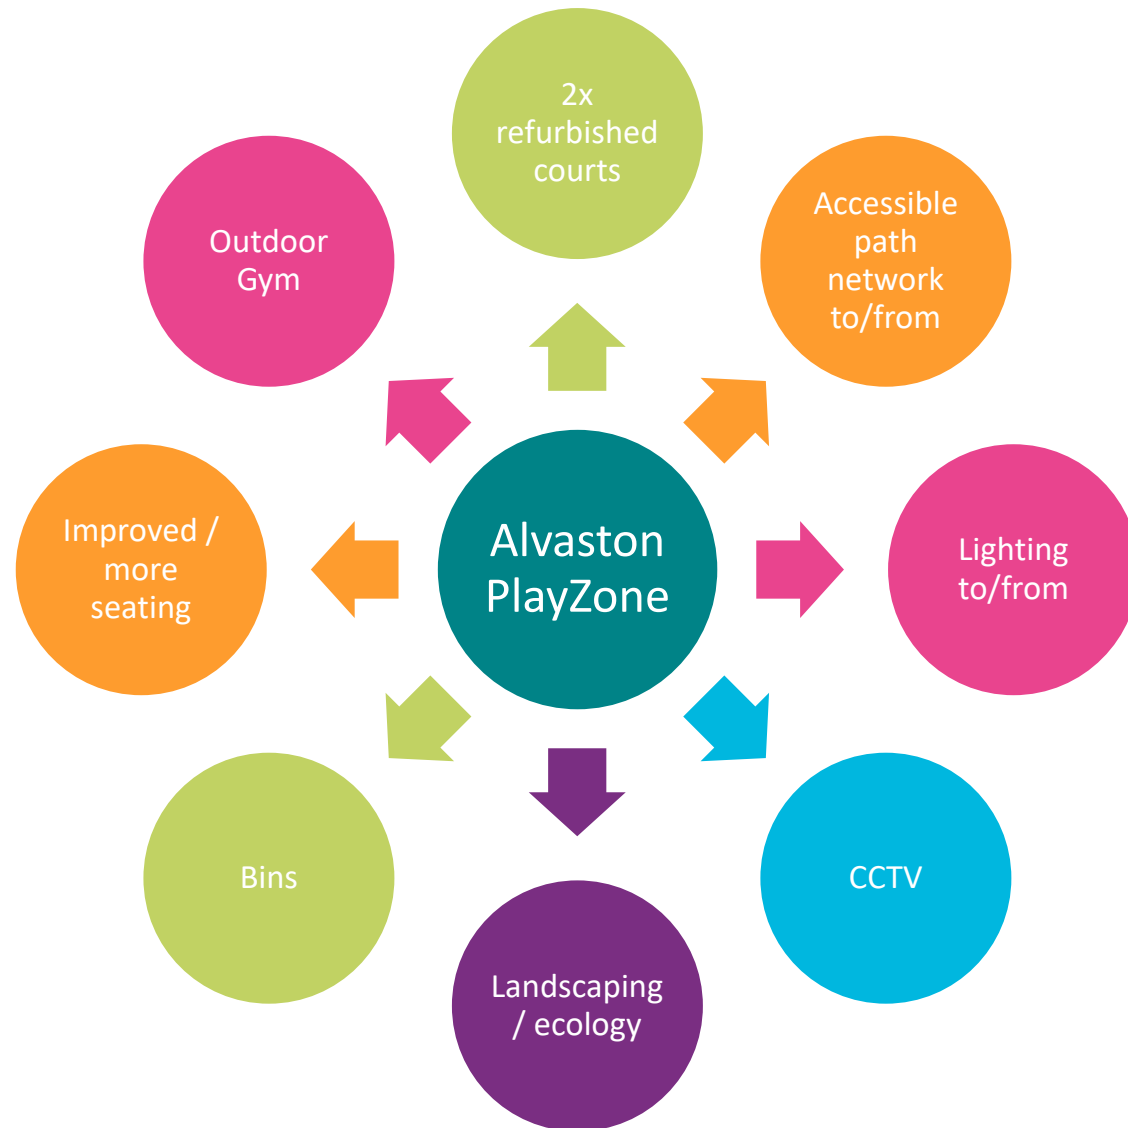 2x
refurbished
courts
Accessible
path
network
to/from
Lighting
to/from
CCTV
Landscaping
/ ecology
Bins
Improved /
more
seating
Outdoor
Gym
Alvaston
PlayZone